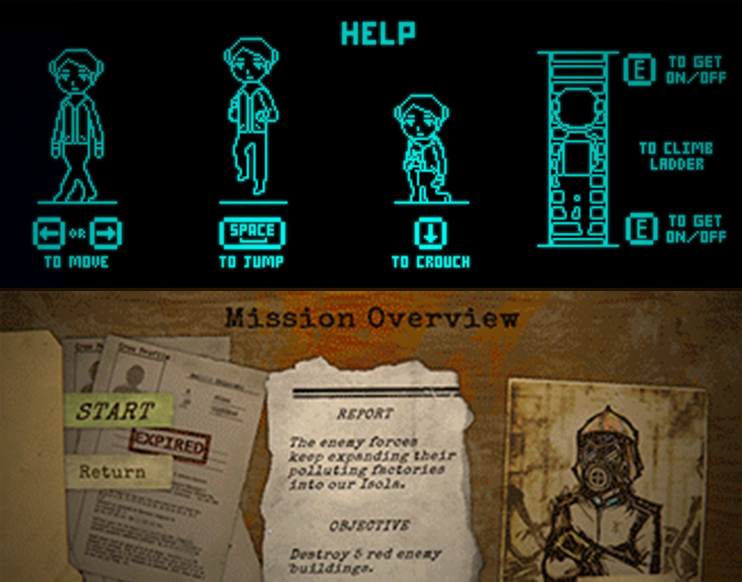 HELP
E TO GET
ON/OFF
TO CLIMB
LADDER
E TO GET
ON/OFF
← OR →
TO MOVE
SPACE
TO JUMP
↓
TO CROUCH
Mission Overview
Crew Profile
START
EXPIRED
Return
REPORT
The enemy forces
keep expanding their
polluting factories
into our Isola.
OBJECTIVE
Destroy 5 red enemy
buildings.